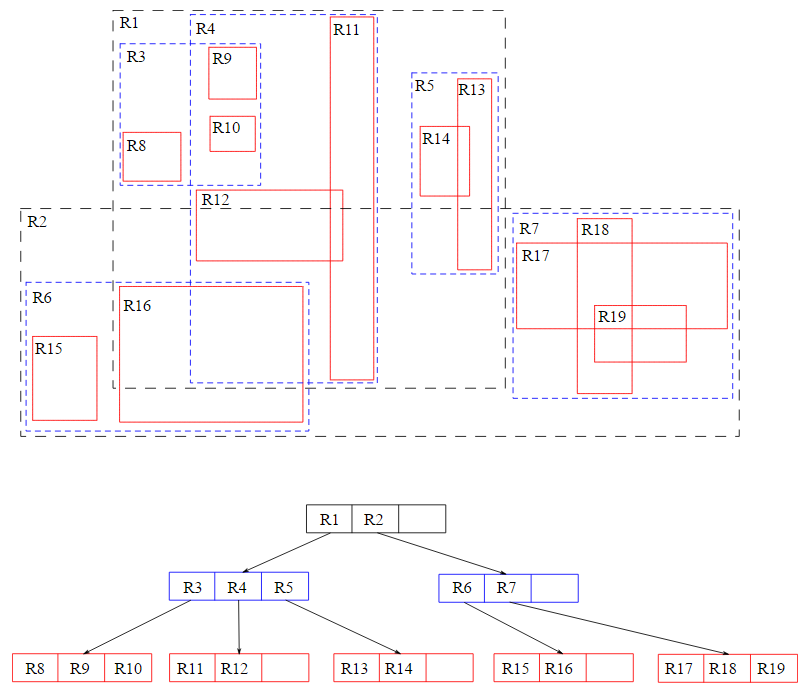 R1
R4
R11
R3
R9
R5
R13
R10
R14
R8
R12
R2
R7
R18
R17
R6
R16
R19
R15
R1 R2
R3 R4 R5
R6 R7
R8 R9 R10
R11 R12
R13 R14
R15 R16
R17 R18 R19